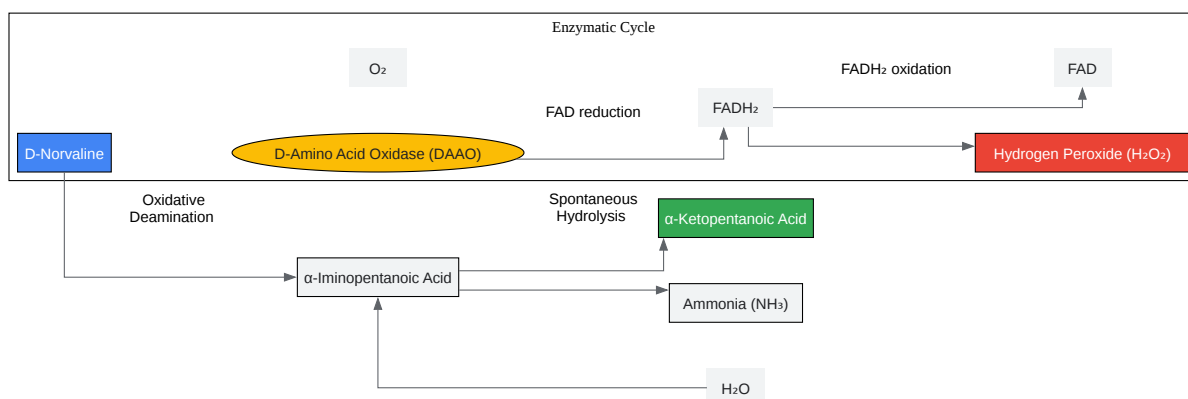 Enzymatic Cycle
O₂
FADH₂ oxidation
FAD
FAD reduction
FADH₂
D-Norvaline
D-Amino Acid Oxidase (DAAO)
Hydrogen Peroxide (H₂O₂)
Oxidative
Deamination
Spontaneous
Hydrolysis
α-Ketopentanoic Acid
α-Iminopentanoic Acid
Ammonia (NH₃)
H₂O